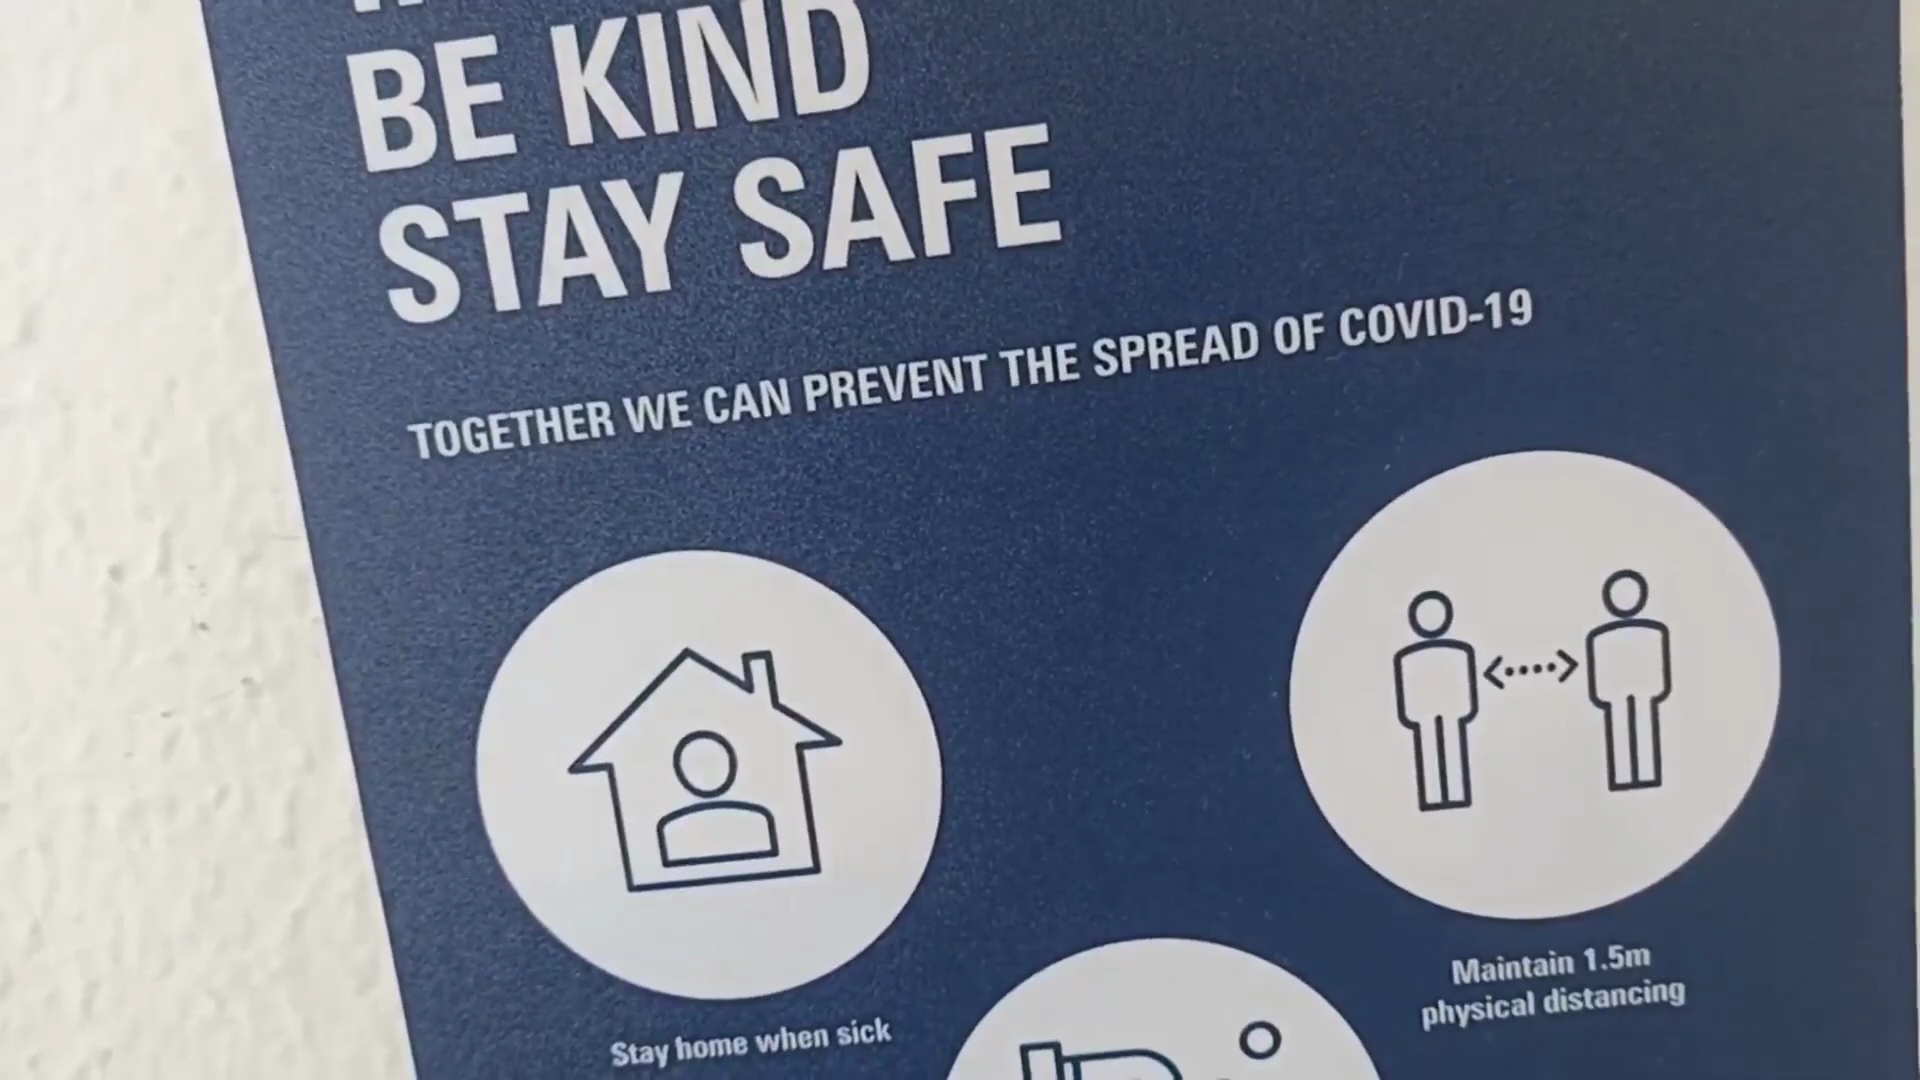 BE KIND
STAY SAFE
TOGETHER WE CAN PREVENT THE SPREAD OF COVID-19
Stay home when sick
Maintain 1.5m
physical distancing